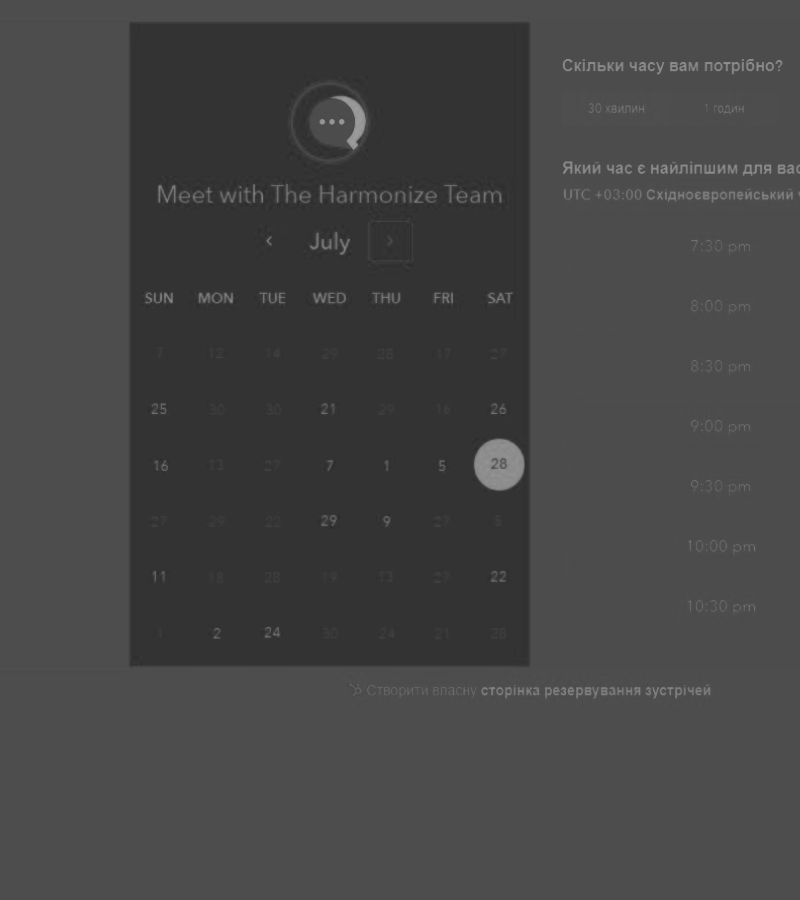 Meet with The Harmonize Team
July
SUN MON TUE WED THU FRI SAT
7 12 14 29 28 17 27
25 30 30 21 29 16 26
16 13 27 7 1 5 28
27 29 22 29 9 27 5
11 18 28 19 13 27 22
1 2 24 30 24 21 28
Скільки часу вам потрібно?
30 хвилин 1 годин
Який час є найліпшим для вас
UTC +03:00 Східноєвропейський
7:30 pm
8:00 pm
8:30 pm
9:00 pm
9:30 pm
10:00 pm
10:30 pm
Створити власну сторінка резервування зустрічей